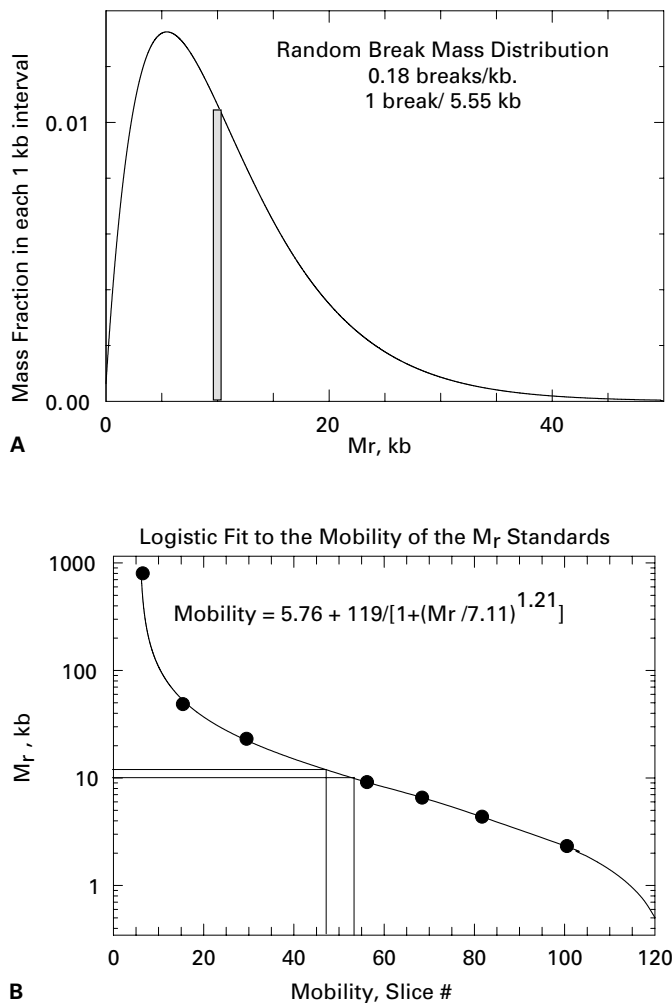 Random Break Mass Distribution
0.18 breaks/kb.
1 break/ 5.55 kb
Mass Fraction in each 1 kb interval
0.01
0.00
0
20
40
Mr, kb
A
Logistic Fit to the Mobility of the Mr Standards
Mobility = 5.76 + 119/[1+(Mr /7.11)^1.21]
Mr , kb
1000
100
10
1
0
20
40
60
80
100
120
Mobility, Slice #
B